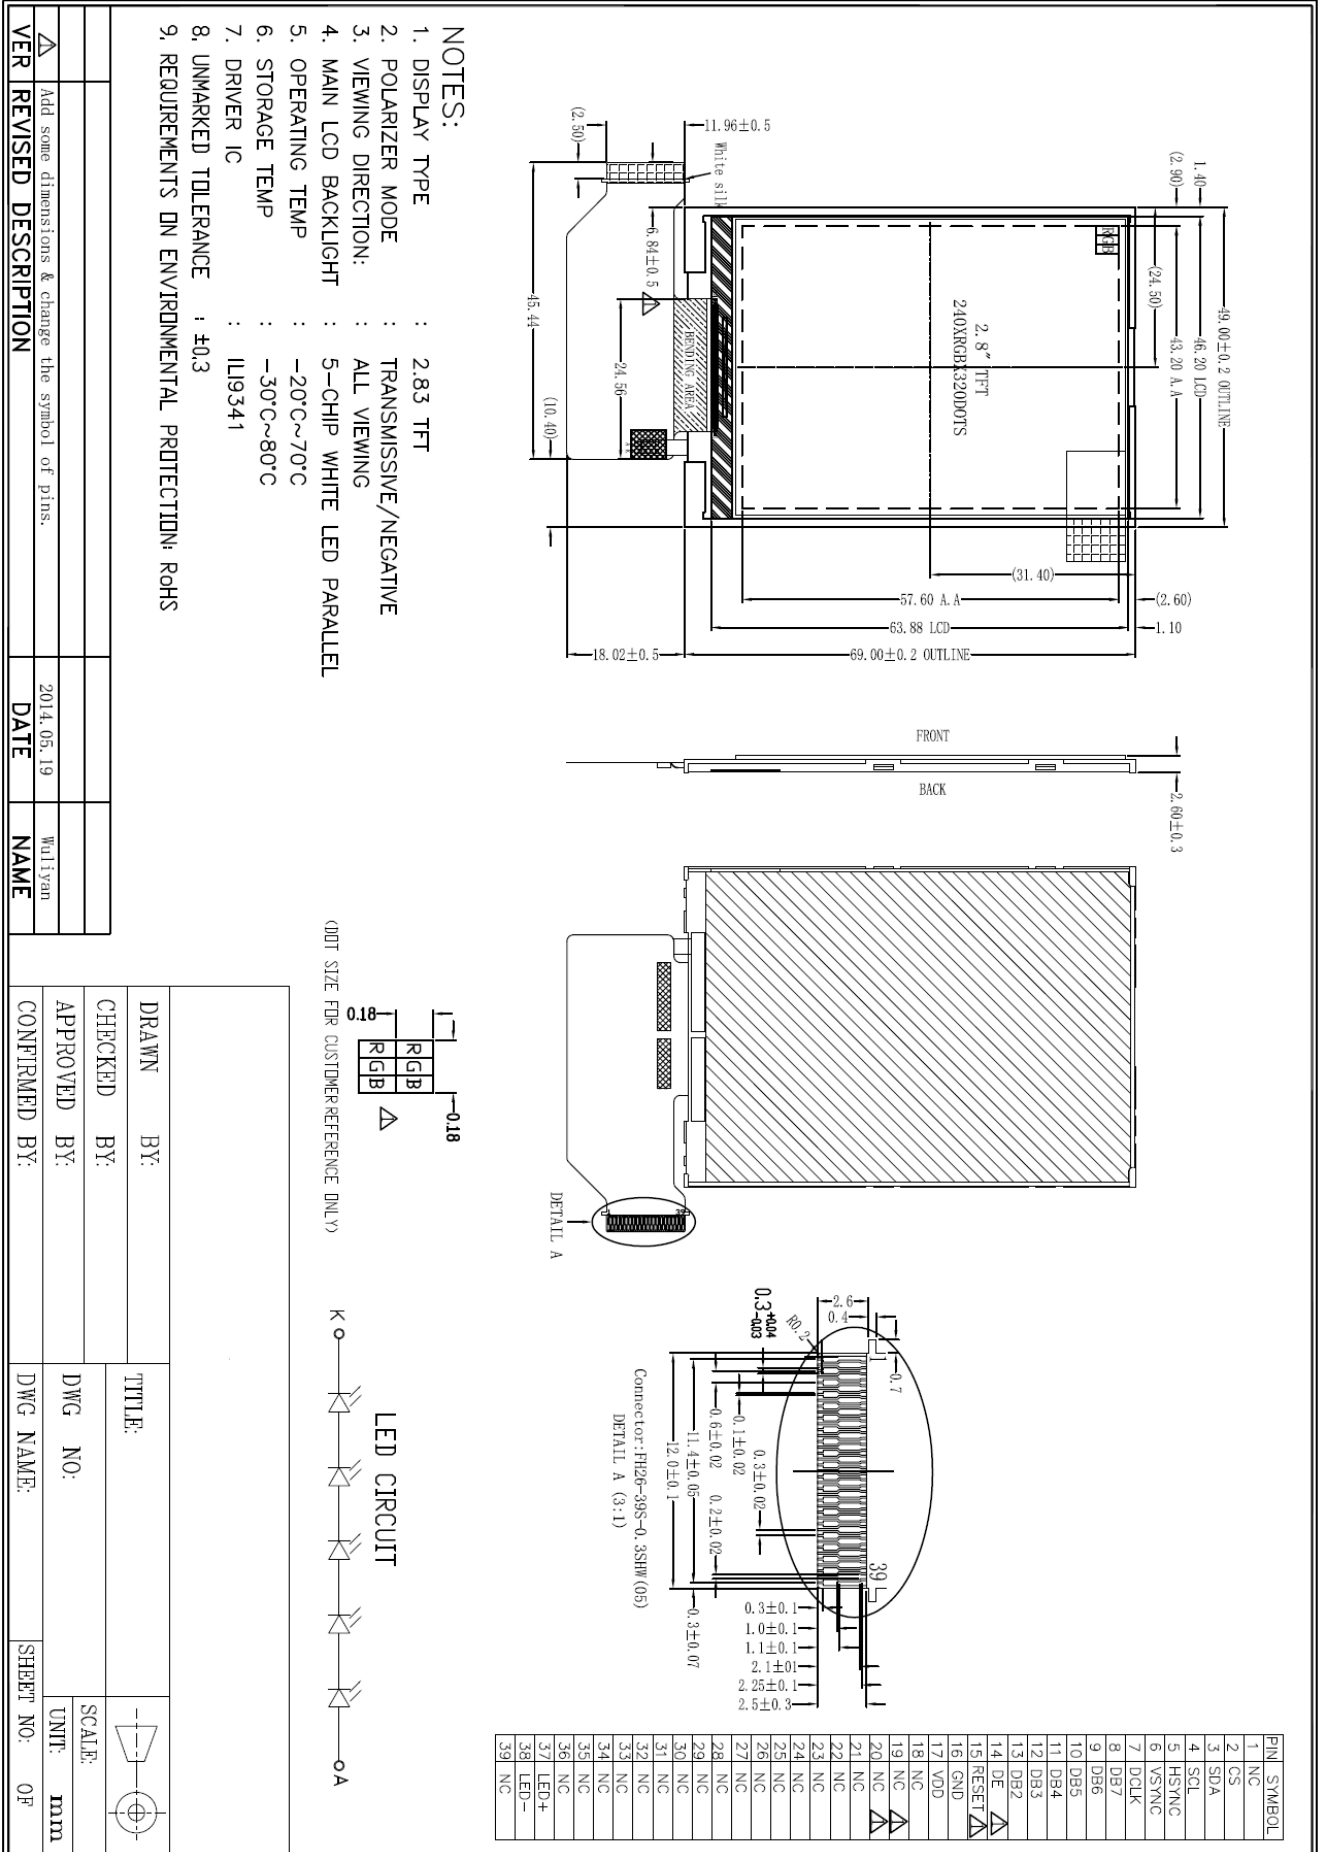 1.40
(2.90)
49.00±0.2 OUTLINE
46.20 LCD
43.20 A.A
(24.50)
RGB
2.8" TFT
240XRGBX320DOTS
BENDING AREA
White silk
11.96±0.5
(2.50)
6.84±0.5
45.44
24.56
(10.40)
(31.40)
57.60 A.A
63.88 LCD
69.00±0.2 OUTLINE
18.02±0.5
(2.60)
1.10
FRONT
BACK
2.60±0.3
DETAIL A
2.6
0.4
0.7
R0.2
0.3+0.04-0.03
1
39
0.3±0.02
0.1±0.02
0.6±0.02
0.2±0.02
11.4±0.05
12.0±0.1
0.3±0.07
0.3±0.1
1.0±0.1
1.1±0.1
2.1±01
2.25±0.1
2.5±0.3
Connector:FH26-39S-0.3SHW(05)
DETAIL A (3:1)
PIN SYMBOL
1 NC
2 CS
3 SDA
4 SCL
5 HSYNC
6 VSYNC
7 DCLK
8 DB7
9 DB6
10 DB5
11 DB4
12 DB3
13 DB2
14 DE
15 RESET
16 GND
17 VDD
18 NC
19 NC
20 NC
21 NC
22 NC
23 NC
24 NC
25 NC
26 NC
27 NC
28 NC
29 NC
30 NC
31 NC
32 NC
33 NC
34 NC
35 NC
36 NC
37 LED+
38 LED-
39 NC
NOTES:
1. DISPLAY TYPE : 2.83 TFT
2. POLARIZER MODE : TRANSMISSIVE/NEGATIVE
3. VIEWING DIRECTION: : ALL VIEWING
4. MAIN LCD BACKLIGHT : 5-CHIP WHITE LED PARALLEL
5. OPERATING TEMP : -20°C~70°C
6. STORAGE TEMP : -30°C~80°C
7. DRIVER IC : ILI9341
8. UNMARKED TOLERANCE : ±0.3
9. REQUIREMENTS ON ENVIRONMENTAL PROTECTION: RoHS
0.18
0.18
RGB
RGB
(DOT SIZE FOR CUSTOMER REFERENCE ONLY)
LED CIRCUIT
K
A
Add some dimensions & change the symbol of pins. 2014.05.19 Wuliyan
VER REVISED DESCRIPTION DATE NAME
DRAWN BY:
CHECKED BY:
APPROVED BY:
CONFIRMED BY:
TITLE:
DWG NO:
DWG NAME:
SCALE:
UNIT: mm
SHEET NO: OF